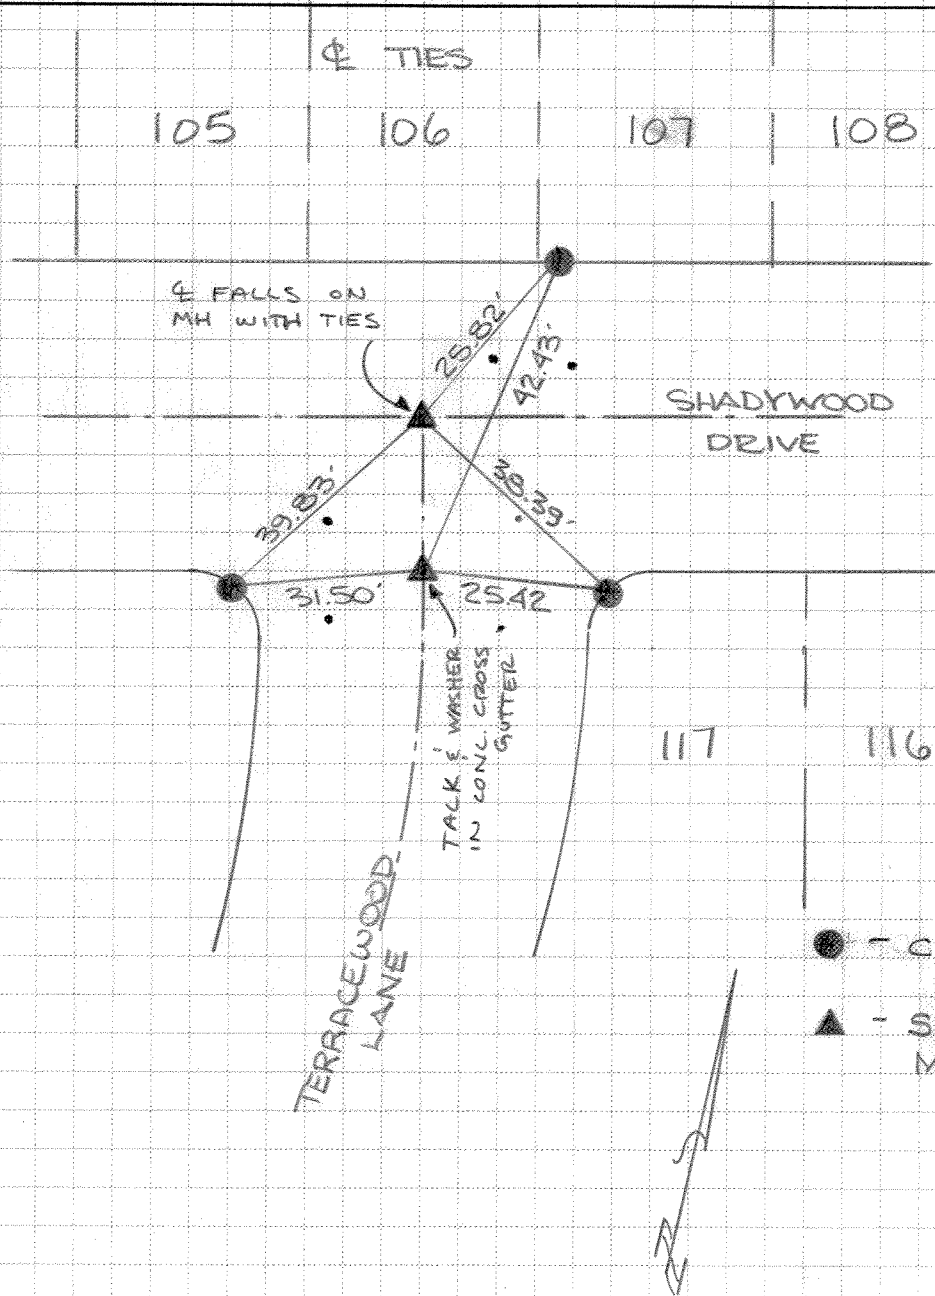 ℄ TIES
105
106
107
108
℄ FALLS ON
MH WITH TIES
25.82'
42.43'
SHADYWOOD
DRIVE
39.83'
38.39'
31.50'
25.42
TALK & WASHER
IN CONC. CROSS
GUTTER
117
116
TERRACEWOOD
LANE
- C
- S
M